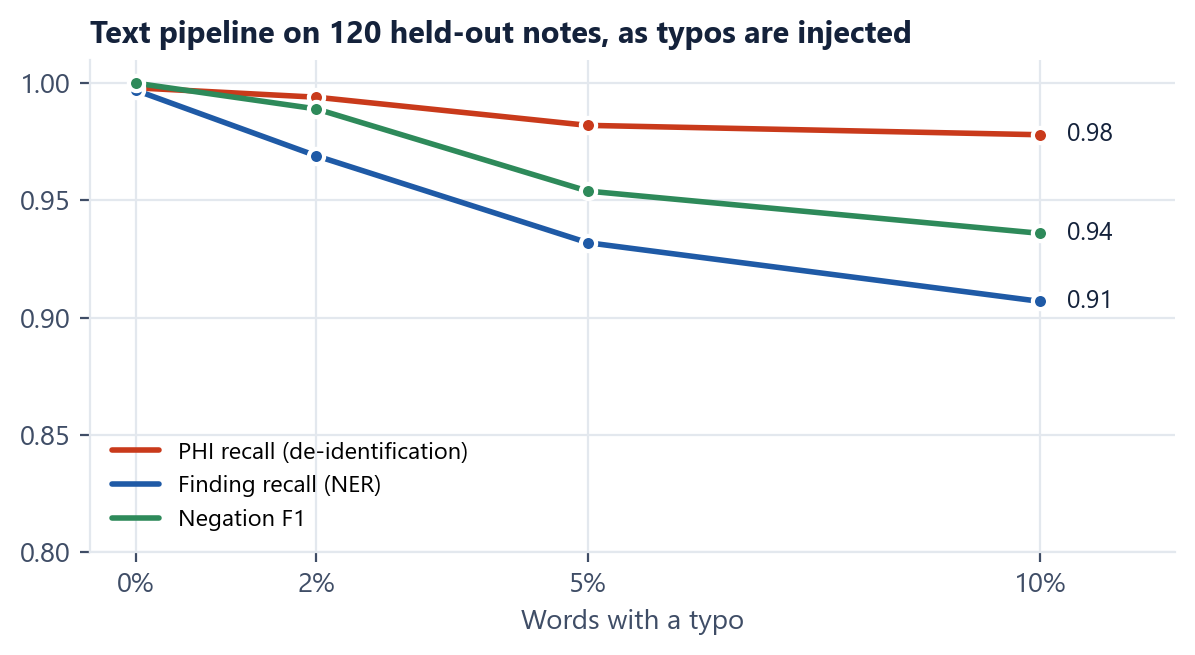 Text pipeline on 120 held-out notes, as typos are injected
1.00
0.95
0.90
0.85
0.80
0.98
0.94
0.91
PHI recall (de-identification)
Finding recall (NER)
Negation F1
0% 2% 5% 10%
Words with a typo